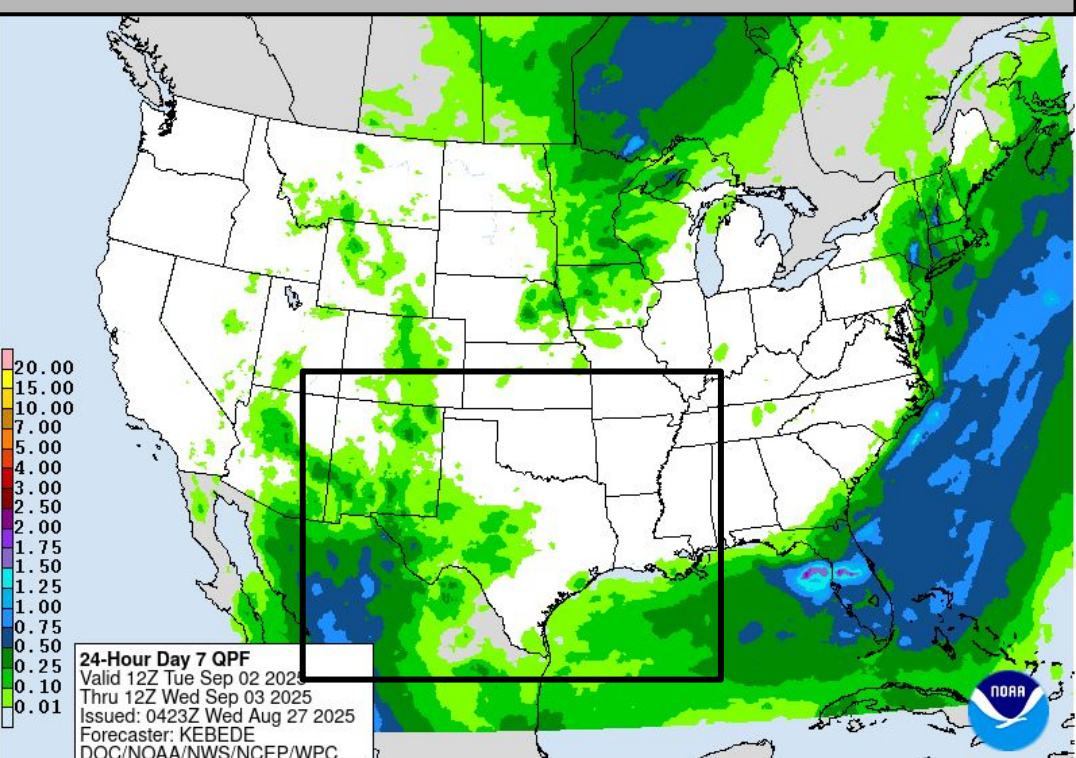 20.00
15.00
10.00
7.00
5.00
4.00
3.00
2.50
2.00
1.75
1.50
1.25
1.00
0.75
0.50
0.25
0.10
0.01
24-Hour Day 7 QPF
Valid 12Z Tue Sep 02 2025
Thru 12Z Wed Sep 03 2025
Issued: 0423Z Wed Aug 27 2025
Forecaster: KEBEDE
DOC/NOAA/NWS/NCEP/WPC
NOAA